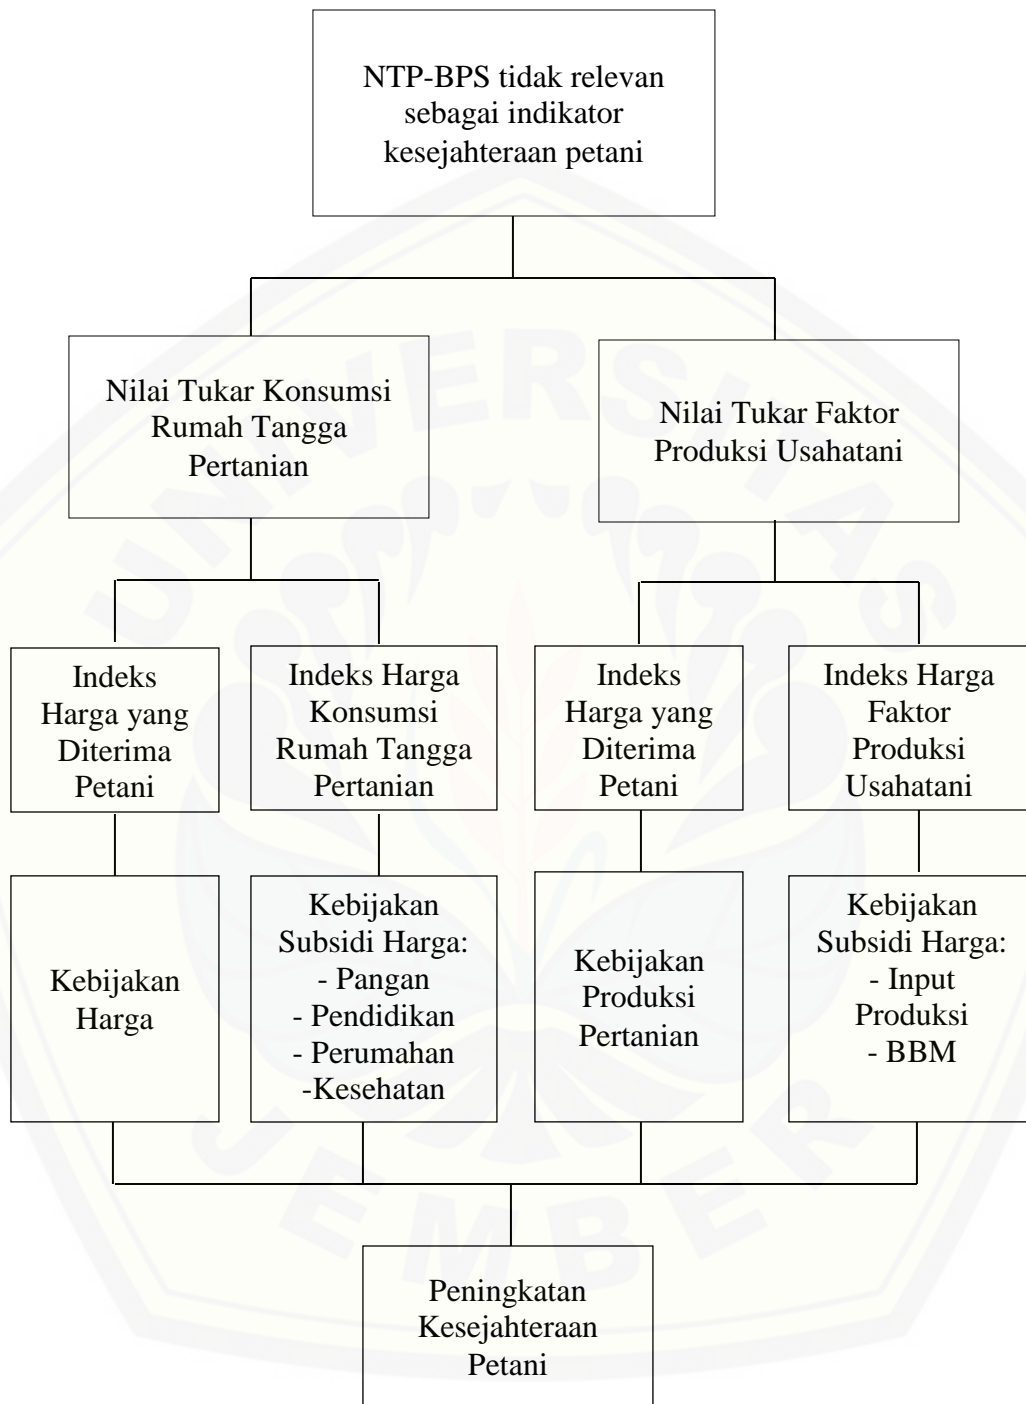 NTP-BPS tidak relevan
sebagai indikator
kesejahteraan petani
Nilai Tukar Konsumsi
Rumah Tangga
Pertanian
Nilai Tukar Faktor
Produksi Usahatani
Indeks
Harga yang
Diterima
Petani
Indeks Harga
Konsumsi
Rumah Tangga
Pertanian
Indeks
Harga yang
Diterima
Petani
Indeks Harga
Faktor
Produksi
Usahatani
Kebijakan
Harga
Kebijakan
Subsidi Harga:
- Pangan
- Pendidikan
- Perumahan
-Kesehatan
Kebijakan
Produksi
Pertanian
Kebijakan
Subsidi Harga:
- Input
Produksi
- BBM
Peningkatan
Kesejahteraan
Petani
UNIVERSITAS
JEMBER